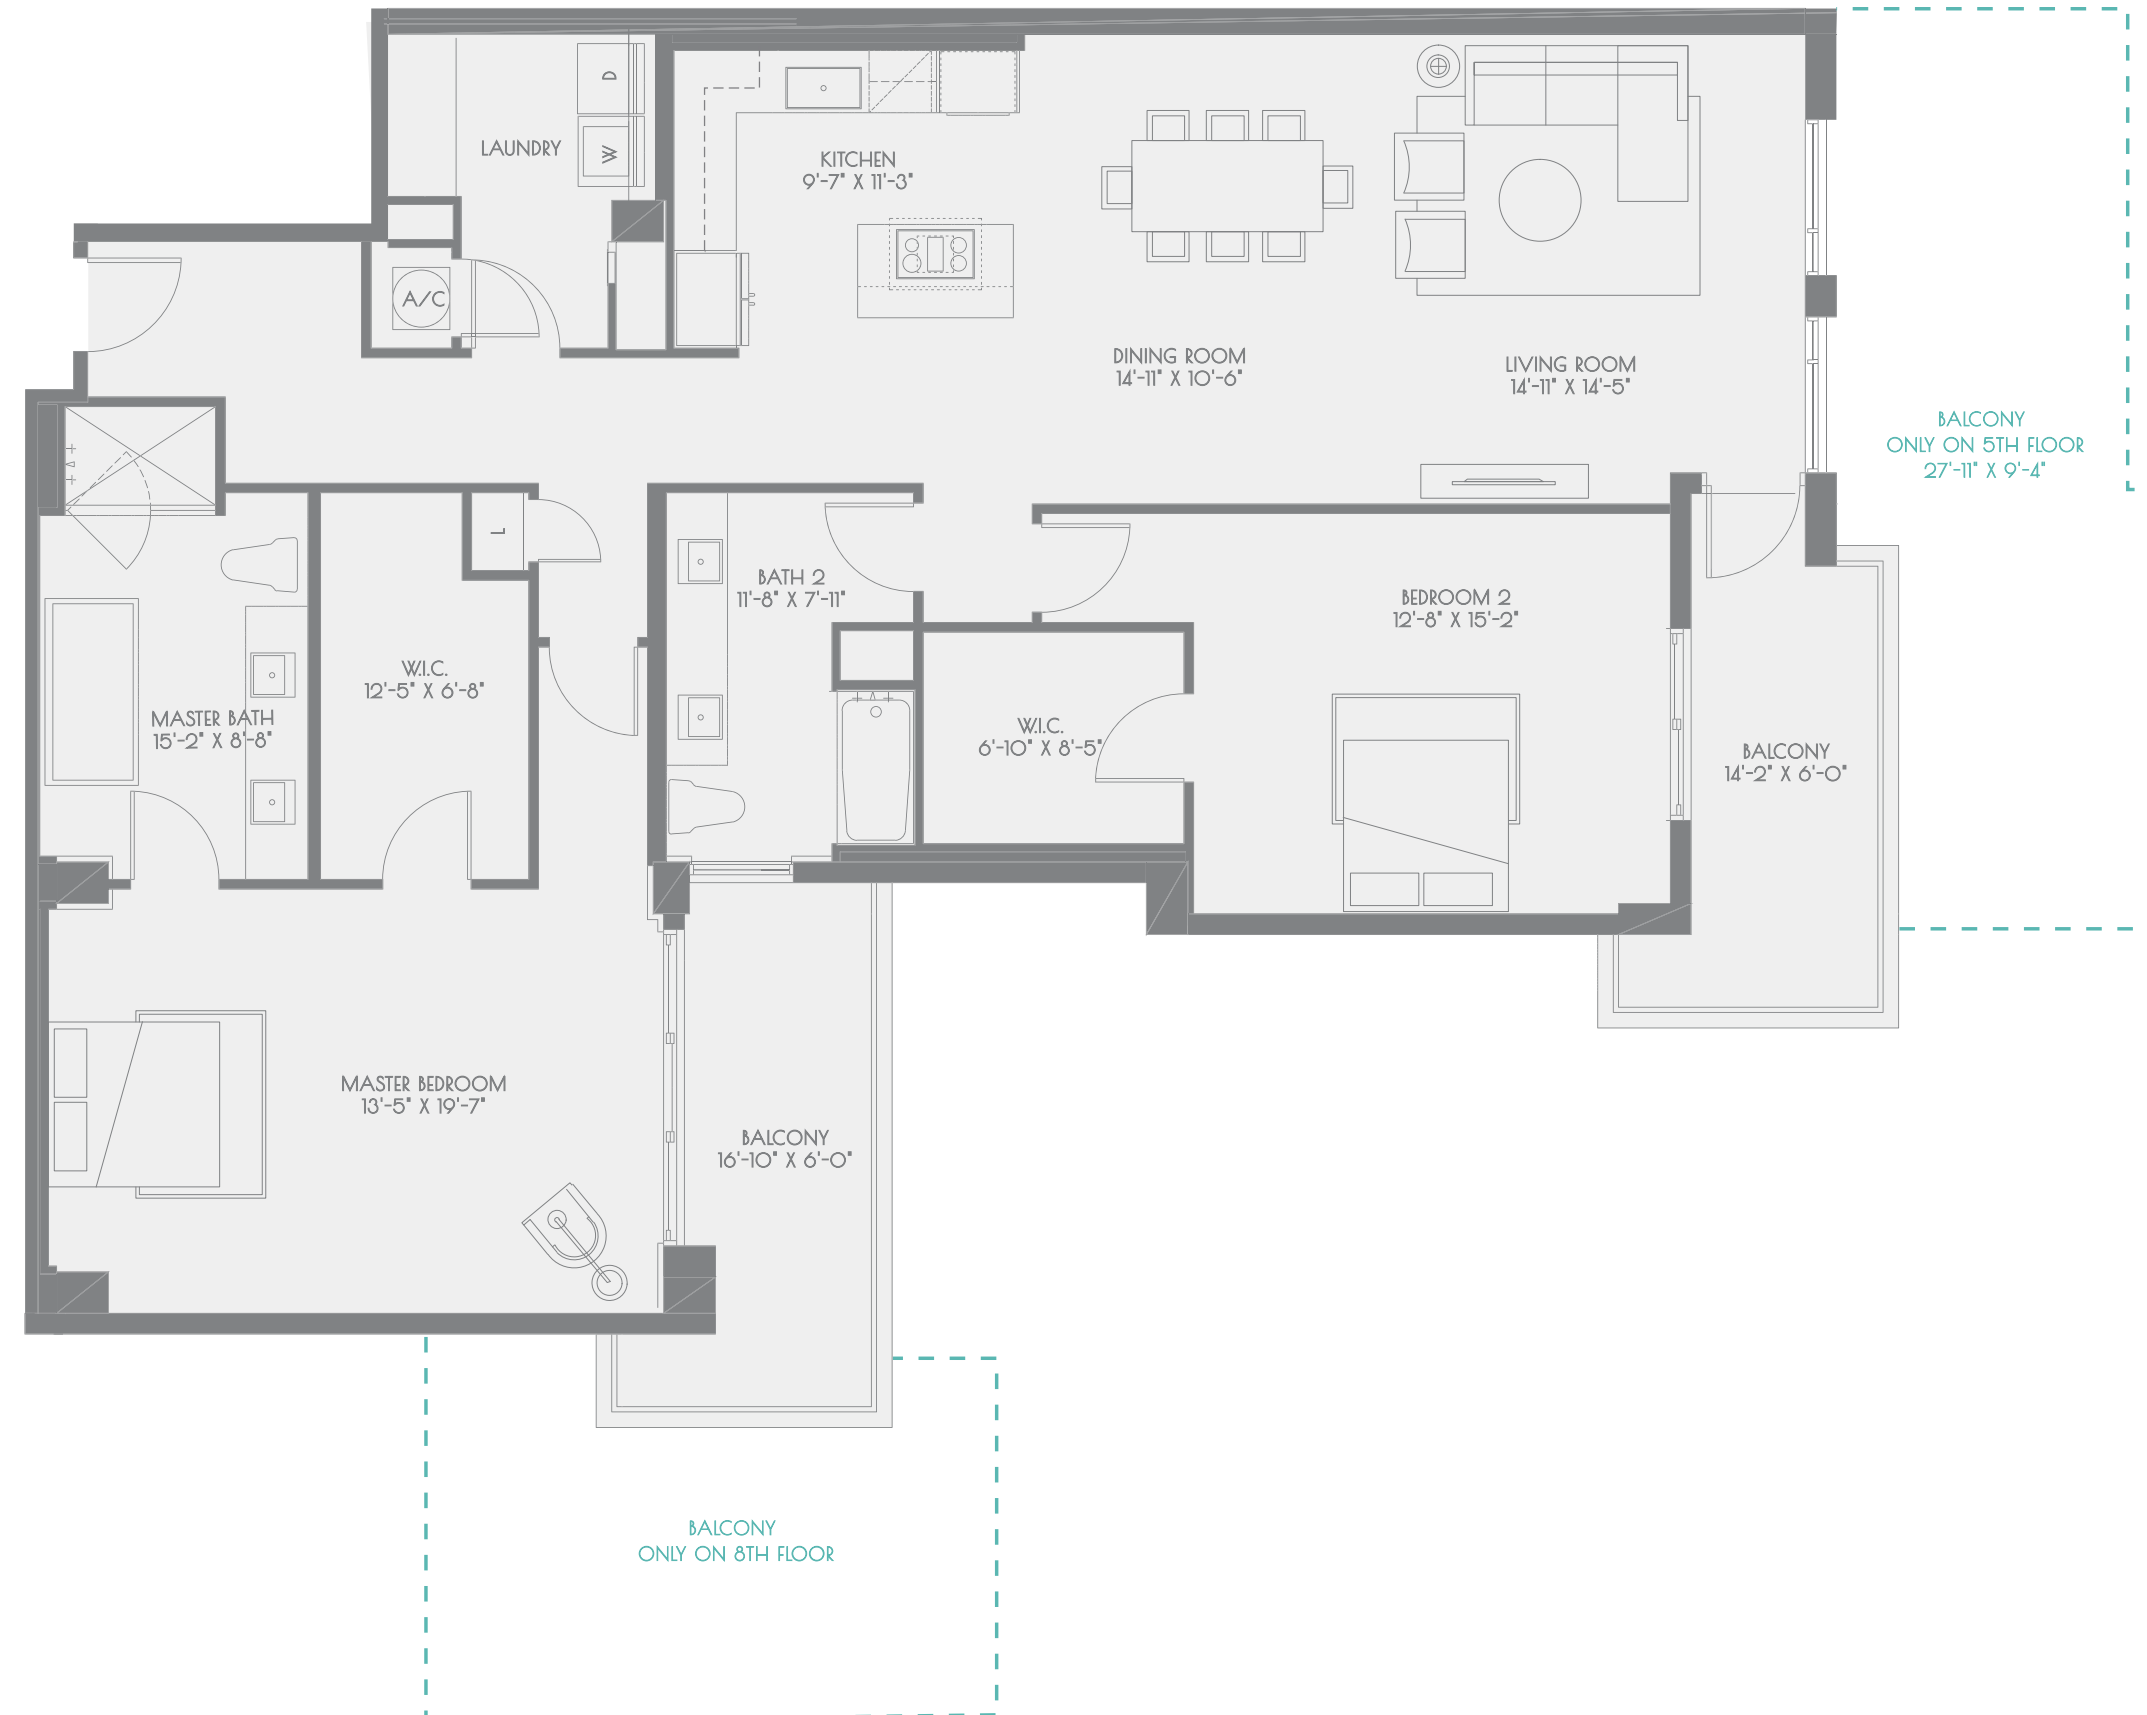 D
LAUNDRY
W
KITCHEN
9'-7" X 11'-3"
A/C
DINING ROOM
14'-11" X 10'-6"
LIVING ROOM
14'-11" X 14'-5"
BALCONY
ONLY ON 5TH FLOOR
27'-11" X 9'-4"
L
BATH 2
11'-8" X 7'-11"
BEDROOM 2
12'-8" X 15'-2"
W.I.C.
12'-5" X 6'-8"
MASTER BATH
15'-2" X 8'-8"
W.I.C.
6'-10" X 8'-5"
BALCONY
14'-2" X 6'-0"
MASTER BEDROOM
13'-5" X 19'-7"
BALCONY
16'-10" X 6'-0"
BALCONY
ONLY ON 8TH FLOOR